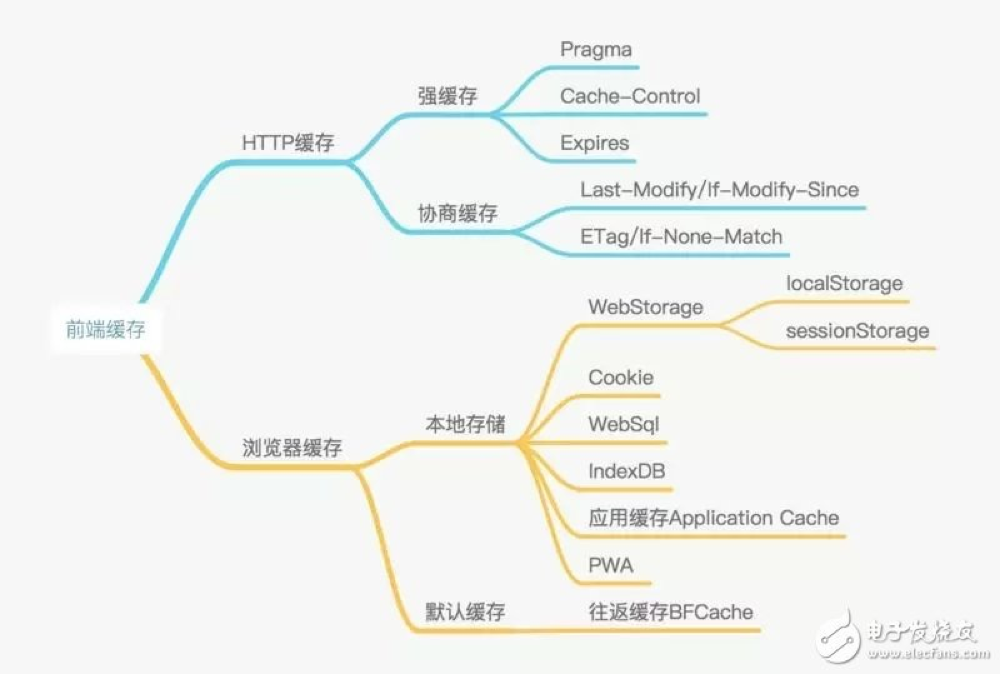 前端缓存
HTTP缓存
强缓存
Pragma
Cache-Control
Expires
协商缓存
Last-Modify/If-Modify-Since
ETag/If-None-Match
浏览器缓存
本地存储
WebStorage
localStorage
sessionStorage
Cookie
WebSql
IndexDB
应用缓存Application Cache
PWA
默认缓存
往返缓存BFCache
电子发烧友
www.elecfans.com